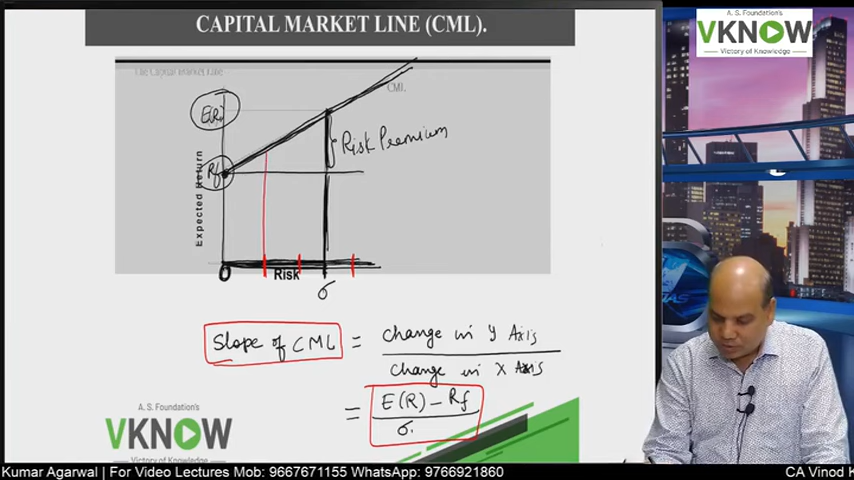 CAPITAL MARKET LINE (CML).
A. S. Foundation's
VKNOW
Victory of Knowledge
The Capital Market Line
CML
E(R)
Rf
Risk Premium
Expected Return
0
Risk
σ
Slope of CML = change in Y Axis
change in X Axis
= E(R) - Rf
σ
A. S. Foundation's
VKNOW
Victory of Knowledge
Kumar Agarwal | For Video Lectures Mob: 9667671155 WhatsApp: 9766921860
CA Vinod K